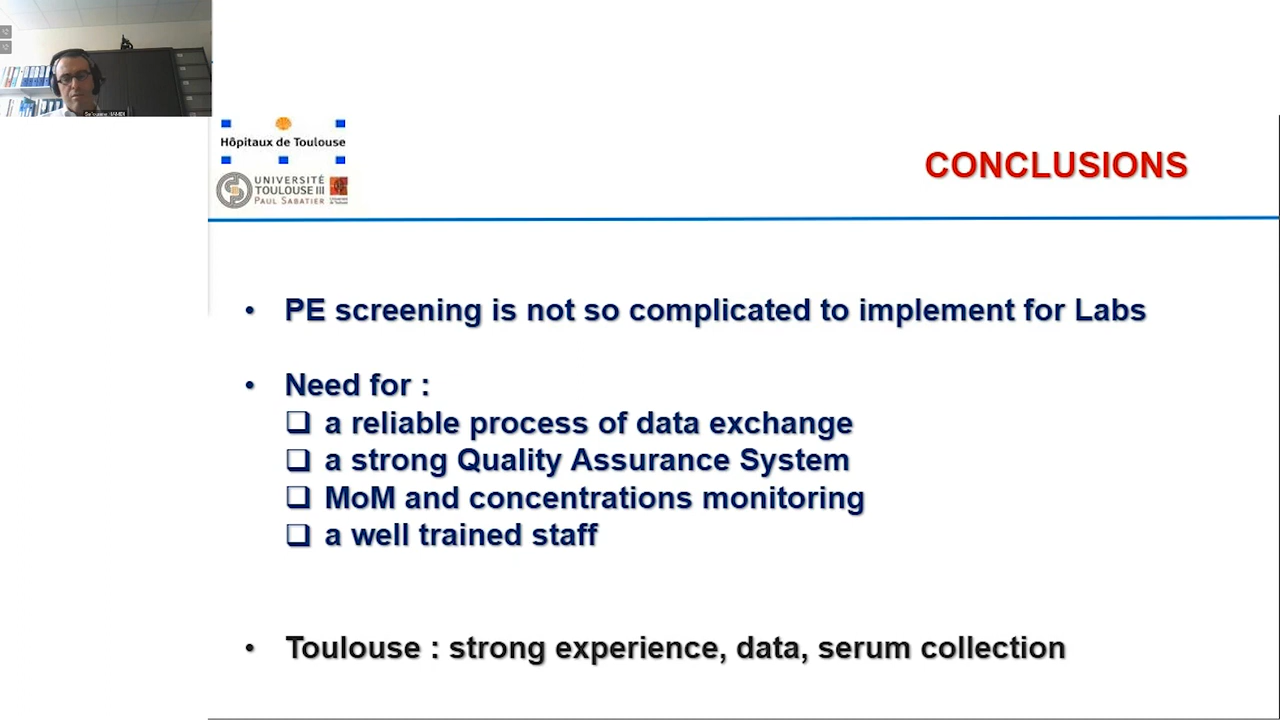 Hôpitaux de Toulouse
UNIVERSITÉ
TOULOUSE III
PAUL SABATIER
CONCLUSIONS
• PE screening is not so complicated to implement for Labs
• Need for :
❑ a reliable process of data exchange
❑ a strong Quality Assurance System
❑ MoM and concentrations monitoring
❑ a well trained staff
• Toulouse : strong experience, data, serum collection